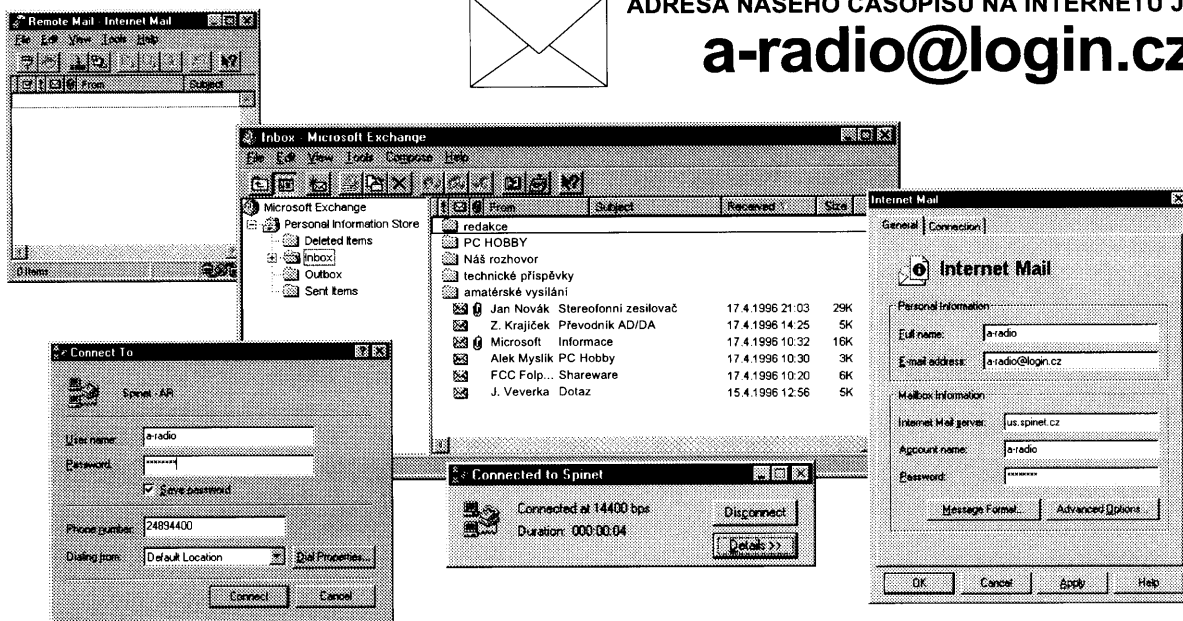 ADRESA NAŠEHO ČASOPISU NA INTERNETU J
a-radio@login.cz
Remote Mail - Internet Mail
File Edit View Tools Help
From Subject
0 Items
Inbox - Microsoft Exchange
File Edit View Tools Compose Help
Microsoft Exchange
Personal Information Store
Deleted Items
Inbox
Outbox
Sent Items
From Subject Received Size
redakce
PC HOBBY
Náš rozhovor
technické příspěvky
amatérské vysílání
Jan Novák Stereofonní zesilovač 17.4.1996 21:03 29K
Z. Krajíček Převodník AD/DA 17.4.1996 14:25 5K
Microsoft Informace 17.4.1996 10:32 16K
Alek Myslík PC Hobby 17.4.1996 10:30 3K
FCC Folp... Shareware 17.4.1996 10:20 6K
J. Veverka Dotaz 15.4.1996 12:56 5K
Internet Mail
General Connection
Internet Mail
Personal Information
Full name: a-radio
E-mail address: a-radio@login.cz
Mailbox Information
Internet Mail server: us.spinet.cz
Account name: a-radio
Password: ********
Message Format... Advanced Options...
OK Cancel Apply Help
Connect To
Spinet - AR
User name: a-radio
Password: ********
Save password
Phone number: 24894400
Dialing from: Default Location Dial Properties...
Connect Cancel
Connected to Spinet
Connected at 14400 bps Disconnect
Duration: 000:00:04 Details >>